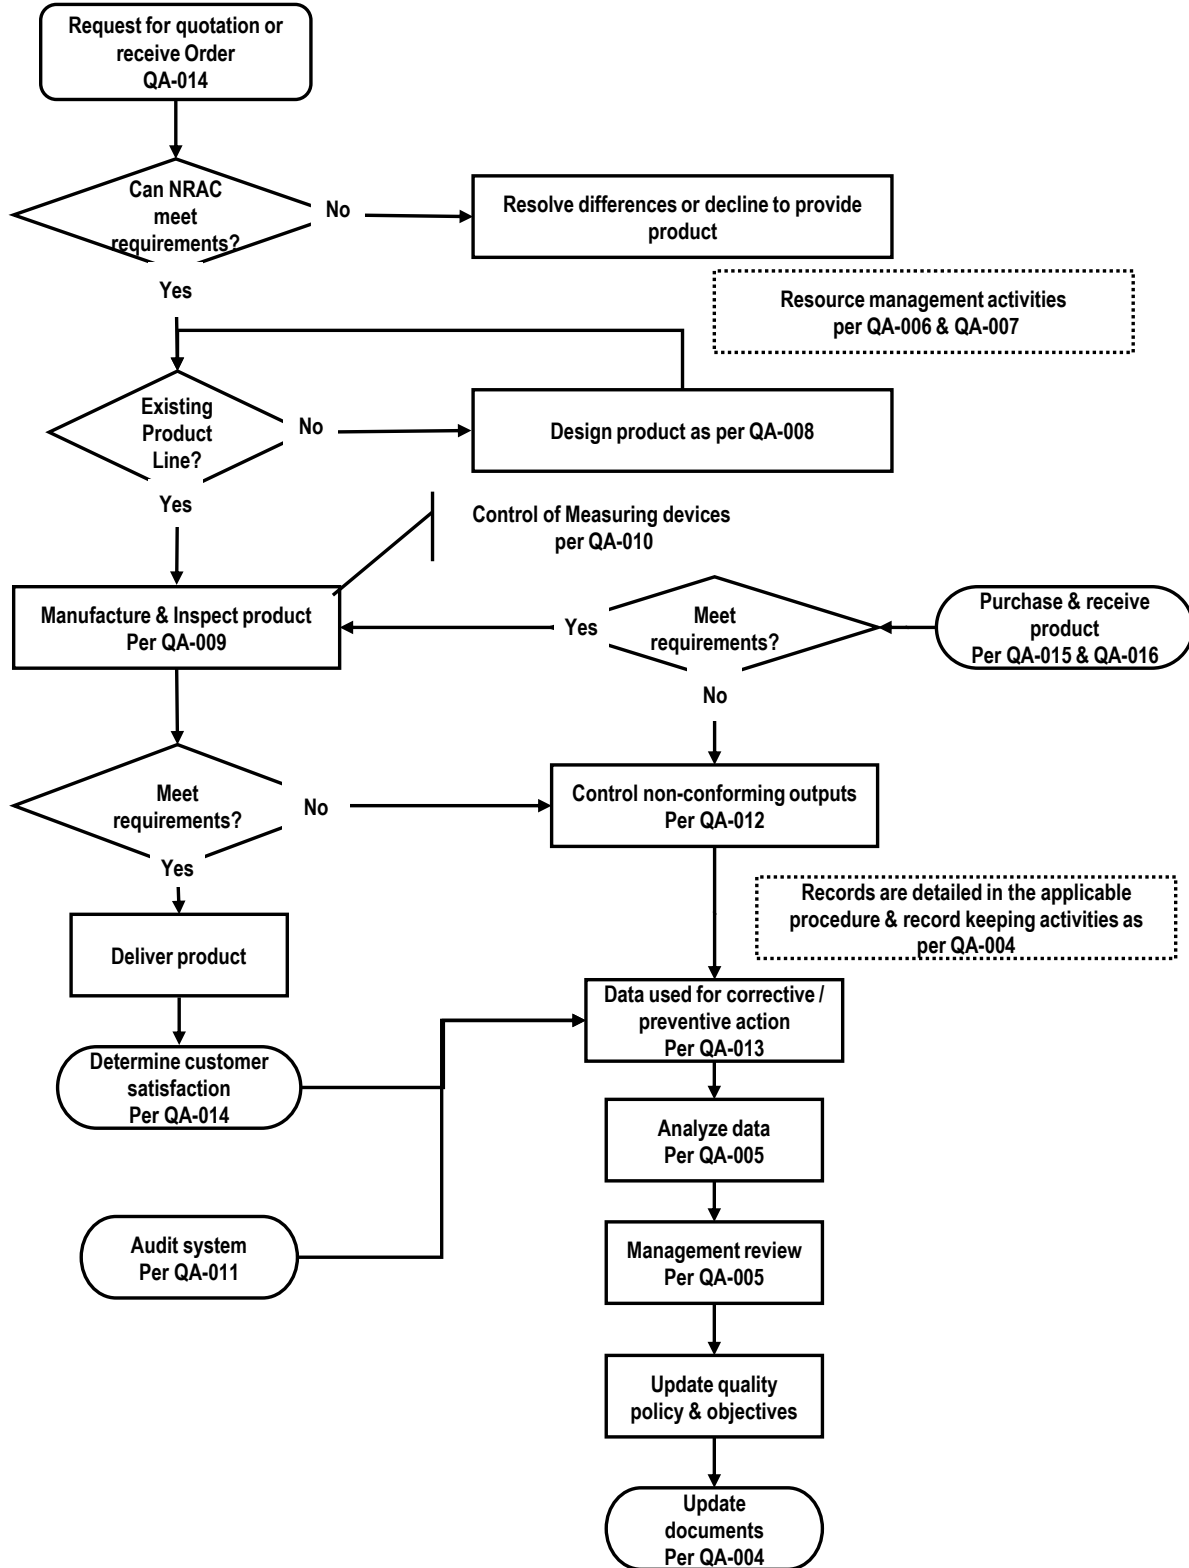 Request for quotation or
receive Order
QA-014
Can NRAC
meet
requirements?
No
Resolve differences or decline to provide
product
Yes
Resource management activities
per QA-006 & QA-007
Existing
Product
Line?
No
Design product as per QA-008
Yes
Control of Measuring devices
per QA-010
Manufacture & Inspect product
Per QA-009
Yes
Meet
requirements?
Purchase & receive
product
Per QA-015 & QA-016
No
Meet
requirements?
No
Control non-conforming outputs
Per QA-012
Yes
Records are detailed in the applicable
procedure & record keeping activities as
per QA-004
Deliver product
Data used for corrective /
preventive action
Per QA-013
Determine customer
satisfaction
Per QA-014
Analyze data
Per QA-005
Audit system
Per QA-011
Management review
Per QA-005
Update quality
policy & objectives
Update
documents
Per QA-004